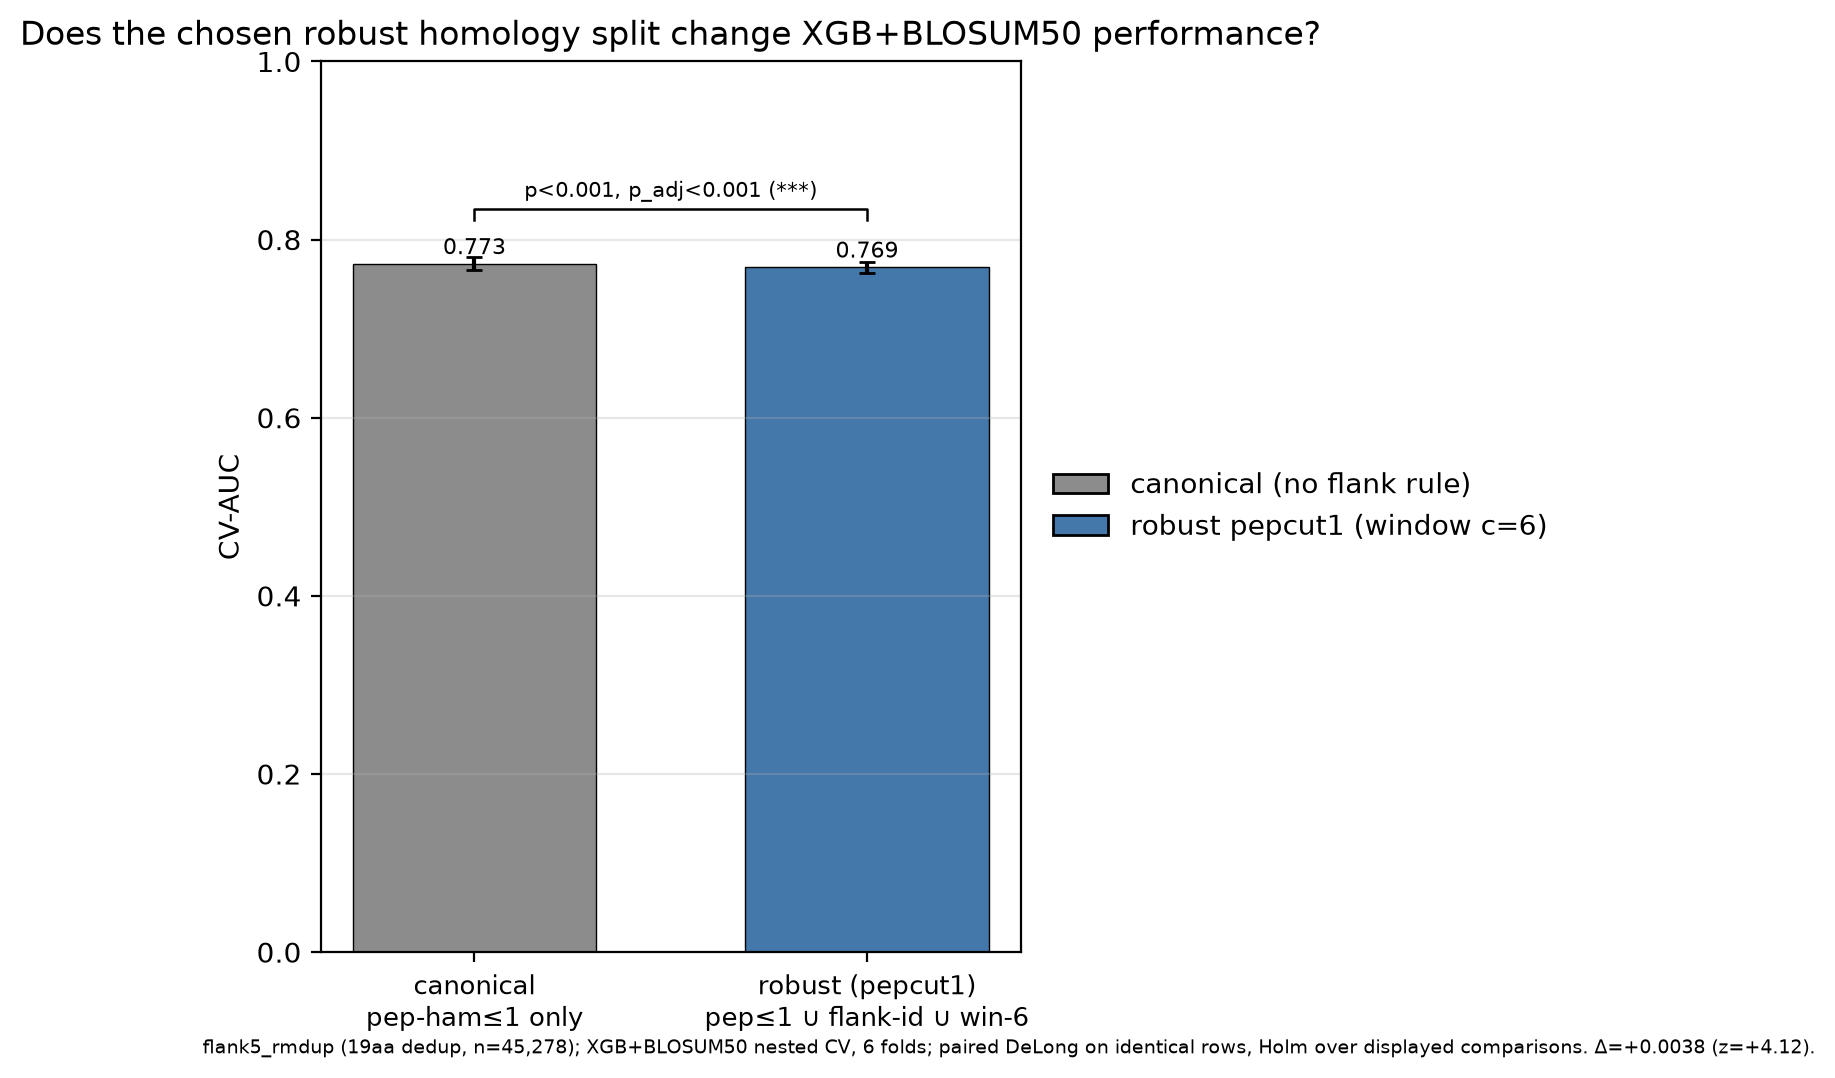 Does the chosen robust homology split change XGB+BLOSUM50 performance?
1.0
0.8
0.6
0.4
0.2
0.0
CV-AUC
p<0.001, p_adj<0.001 (***)
0.773
0.769
canonical (no flank rule)
robust pepcut1 (window c=6)
canonical
pep-ham≤1 only
robust (pepcut1)
pep≤1 ∪ flank-id ∪ win-6
flank5_rmdup (19aa dedup, n=45,278); XGB+BLOSUM50 nested CV, 6 folds; paired DeLong on identical rows, Holm over displayed comparisons. Δ=+0.0038 (z=+4.12).